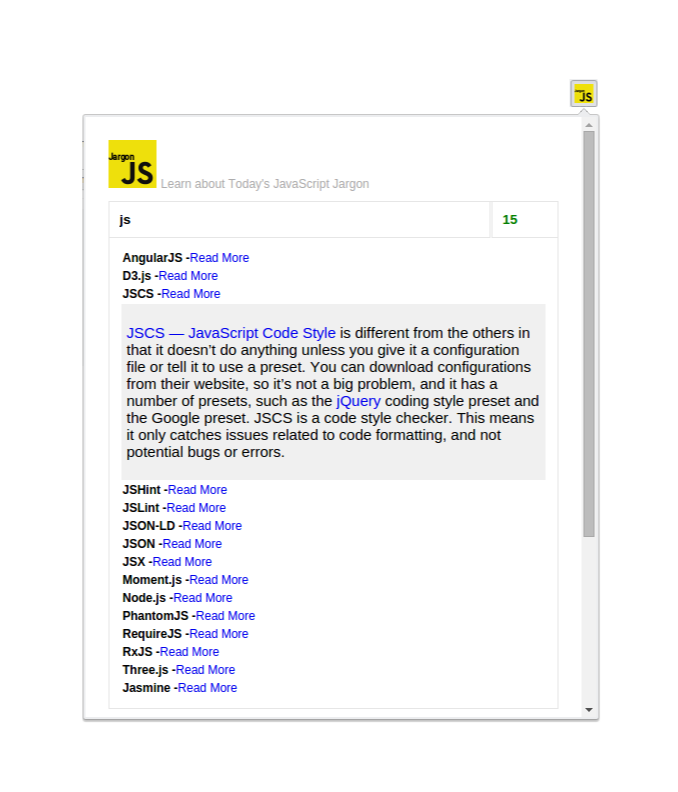 JS
Jargon
JS Learn about Today's JavaScript Jargon
js 15
AngularJS -Read More
D3.js -Read More
JSCS -Read More
JSCS — JavaScript Code Style is different from the others in
that it doesn’t do anything unless you give it a configuration
file or tell it to use a preset. You can download configurations
from their website, so it’s not a big problem, and it has a
number of presets, such as the jQuery coding style preset and
the Google preset. JSCS is a code style checker. This means
it only catches issues related to code formatting, and not
potential bugs or errors.
JSHint -Read More
JSLint -Read More
JSON-LD -Read More
JSON -Read More
JSX -Read More
Moment.js -Read More
Node.js -Read More
PhantomJS -Read More
RequireJS -Read More
RxJS -Read More
Three.js -Read More
Jasmine -Read More